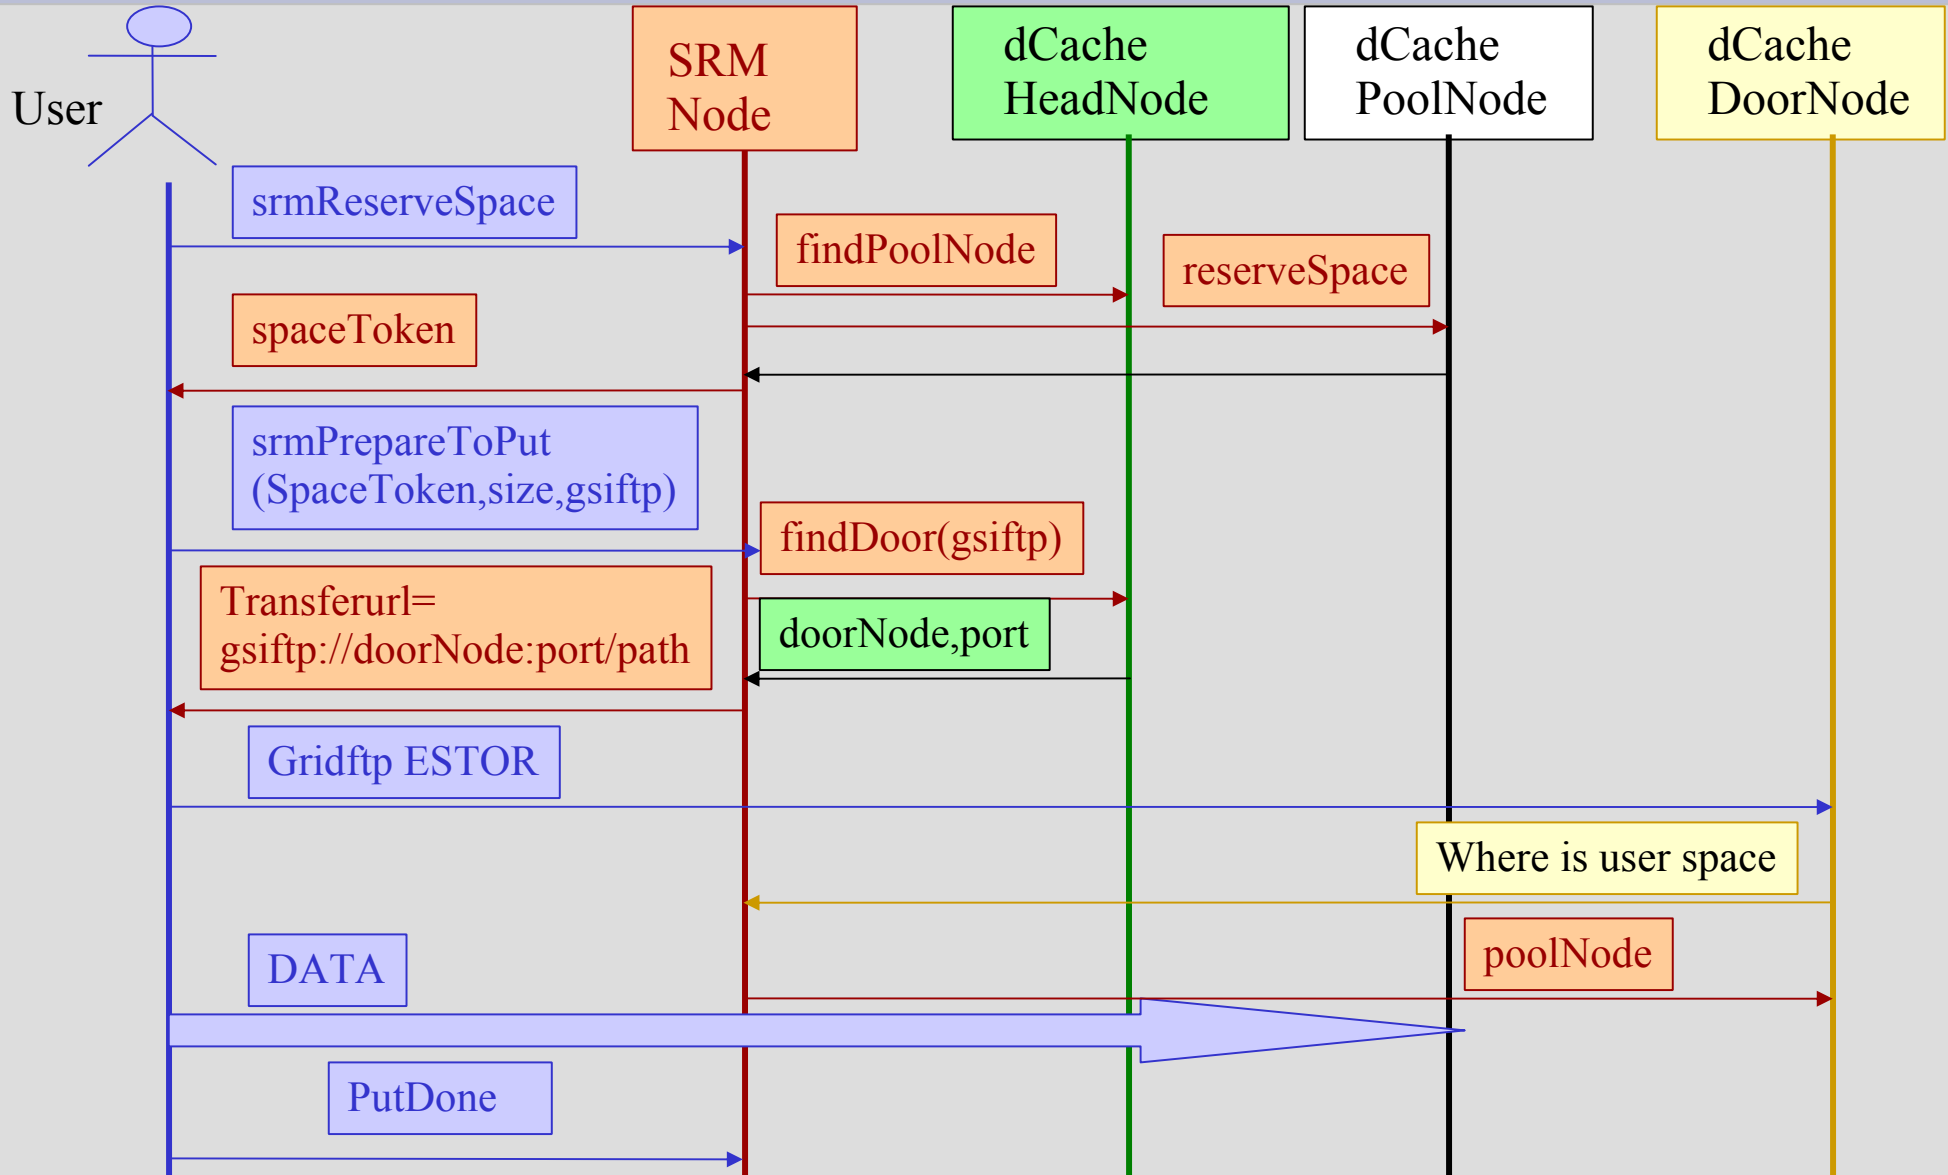 User
SRM
Node
dCache
HeadNode
dCache
PoolNode
dCache
DoorNode
srmReserveSpace
findPoolNode
reserveSpace
spaceToken
srmPrepareToPut
(SpaceToken,size,gsiftp)
findDoor(gsiftp)
Transferurl=
gsiftp://doorNode:port/path
doorNode,port
Gridftp ESTOR
Where is user space
poolNode
DATA
PutDone